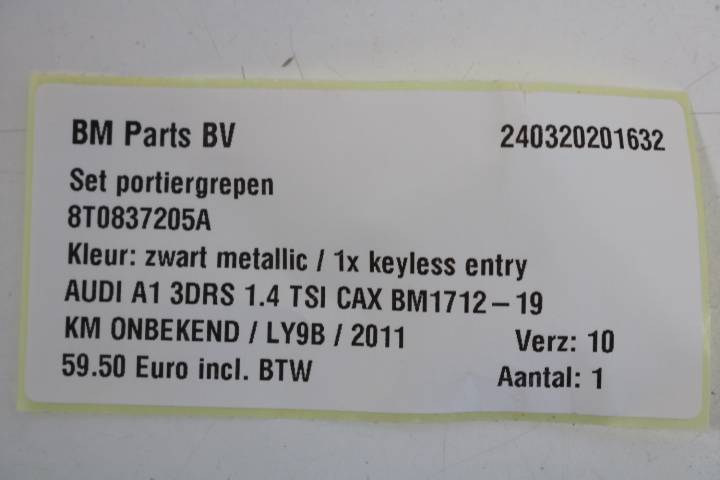 BM Parts BV 240320201632
Set portiergrepen
8T0837205A
Kleur: zwart metallic / 1x keyless entry
AUDI A1 3DRS 1.4 TSI CAX BM1712-19
KM ONBEKEND / LY9B / 2011 Verz: 10
59.50 Euro incl. BTW Aantal: 1